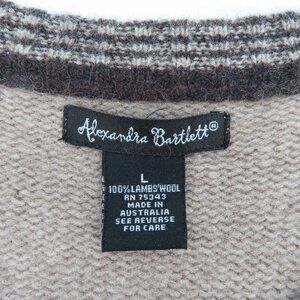 Alexandra Bartlett®
L
100% LAMBS'WOOL
RN 75343
MADE IN
AUSTRALIA
SEE REVERSE
FOR CARE